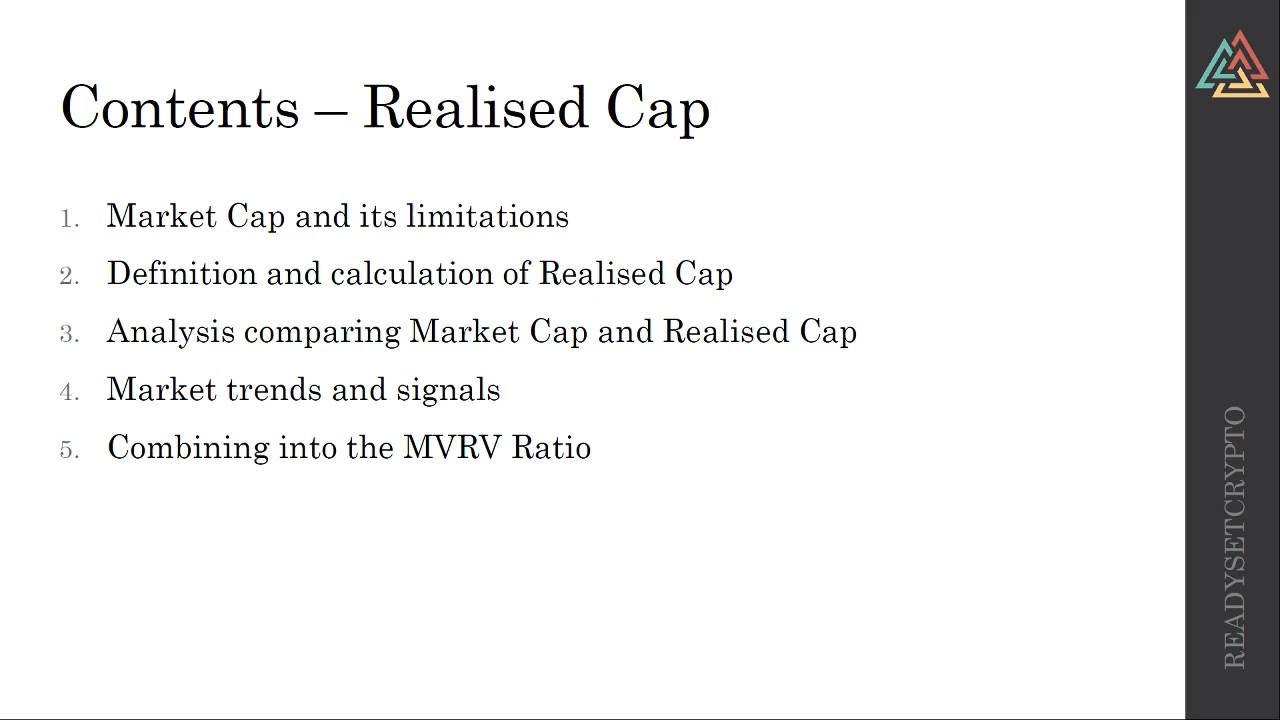 Contents – Realised Cap
1. Market Cap and its limitations
2. Definition and calculation of Realised Cap
3. Analysis comparing Market Cap and Realised Cap
4. Market trends and signals
5. Combining into the MVRV Ratio
READYSETCRYPTO